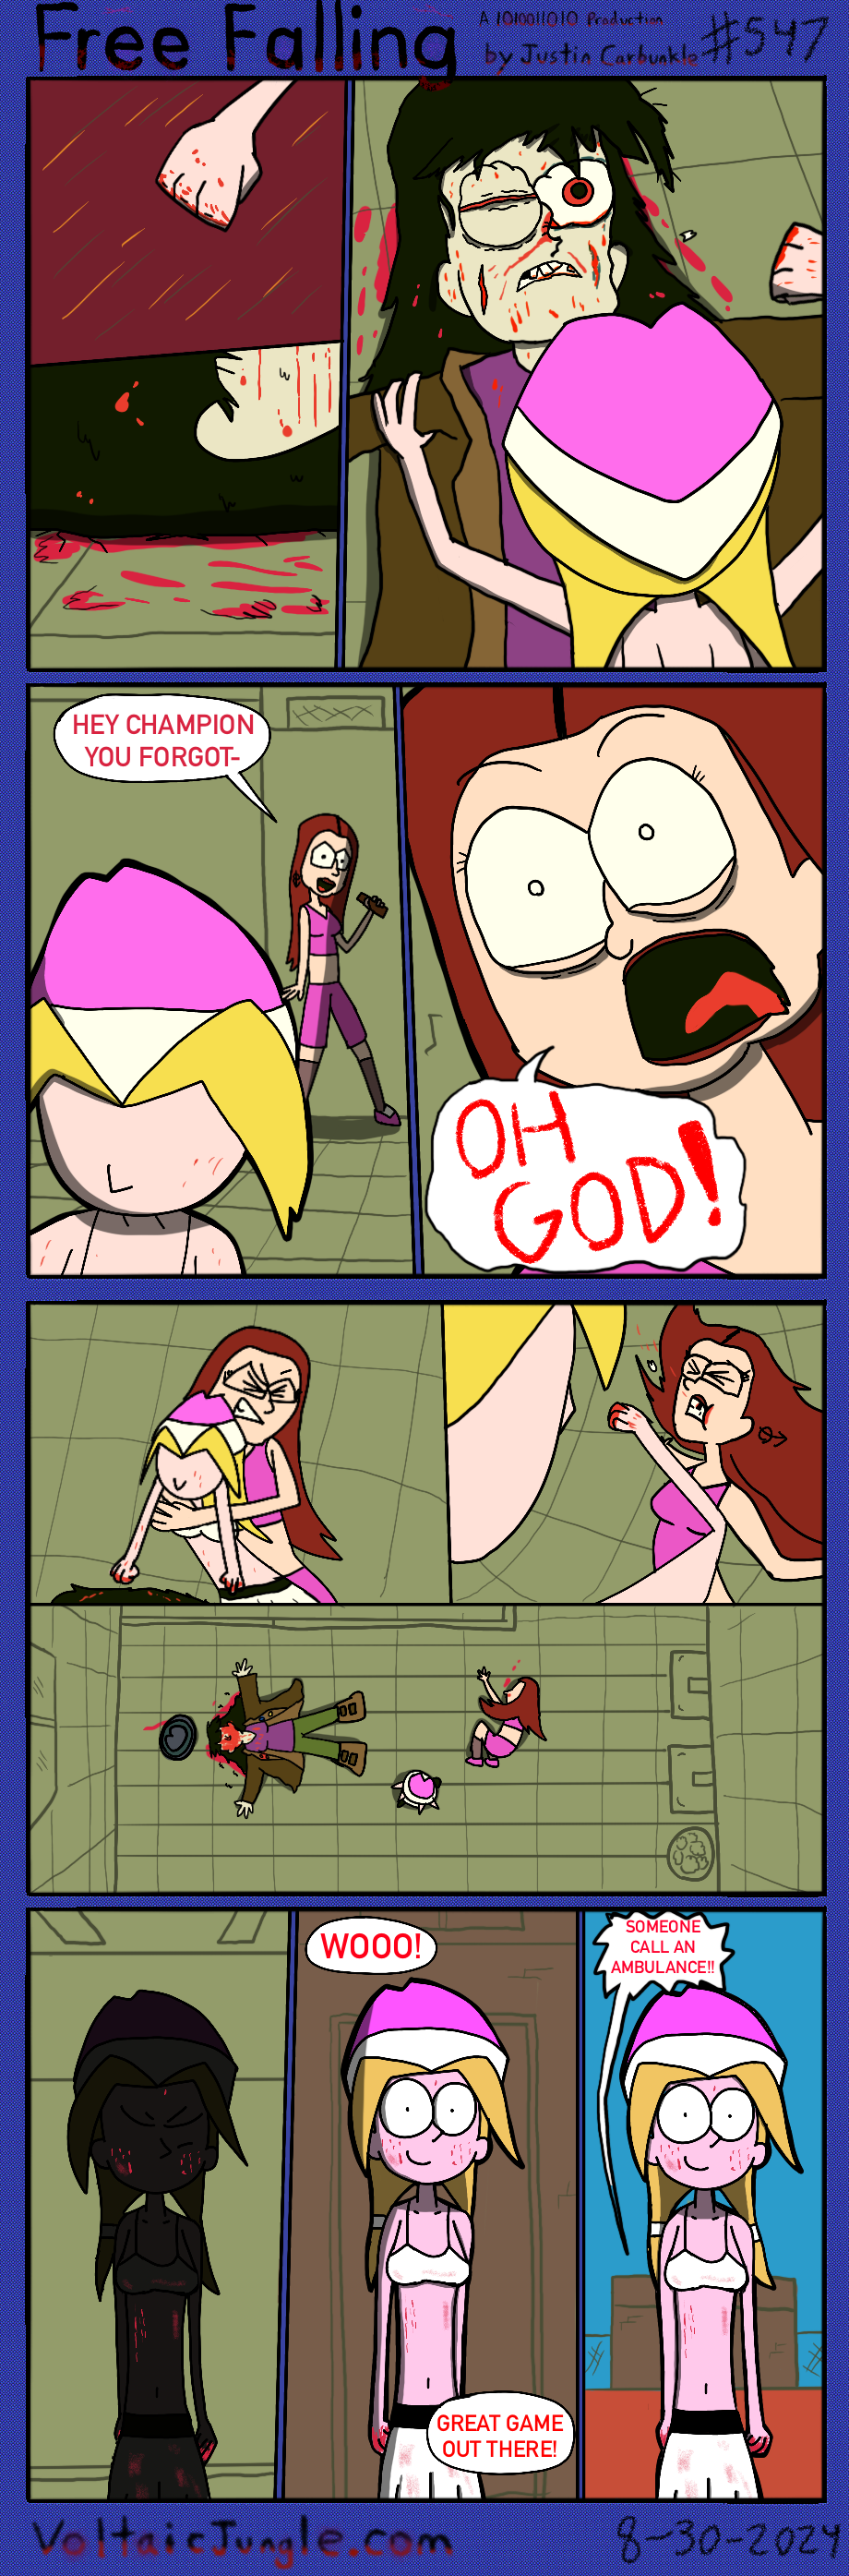 Free Falling
A 1010011010 Production
by Justin Carbunkle
#547
HEY CHAMPION
YOU FORGOT-
OH
GOD!
WOOO!
GREAT GAME
OUT THERE!
SOMEONE
CALL AN
AMBULANCE!!
VoltaicJungle.com
8-30-2024